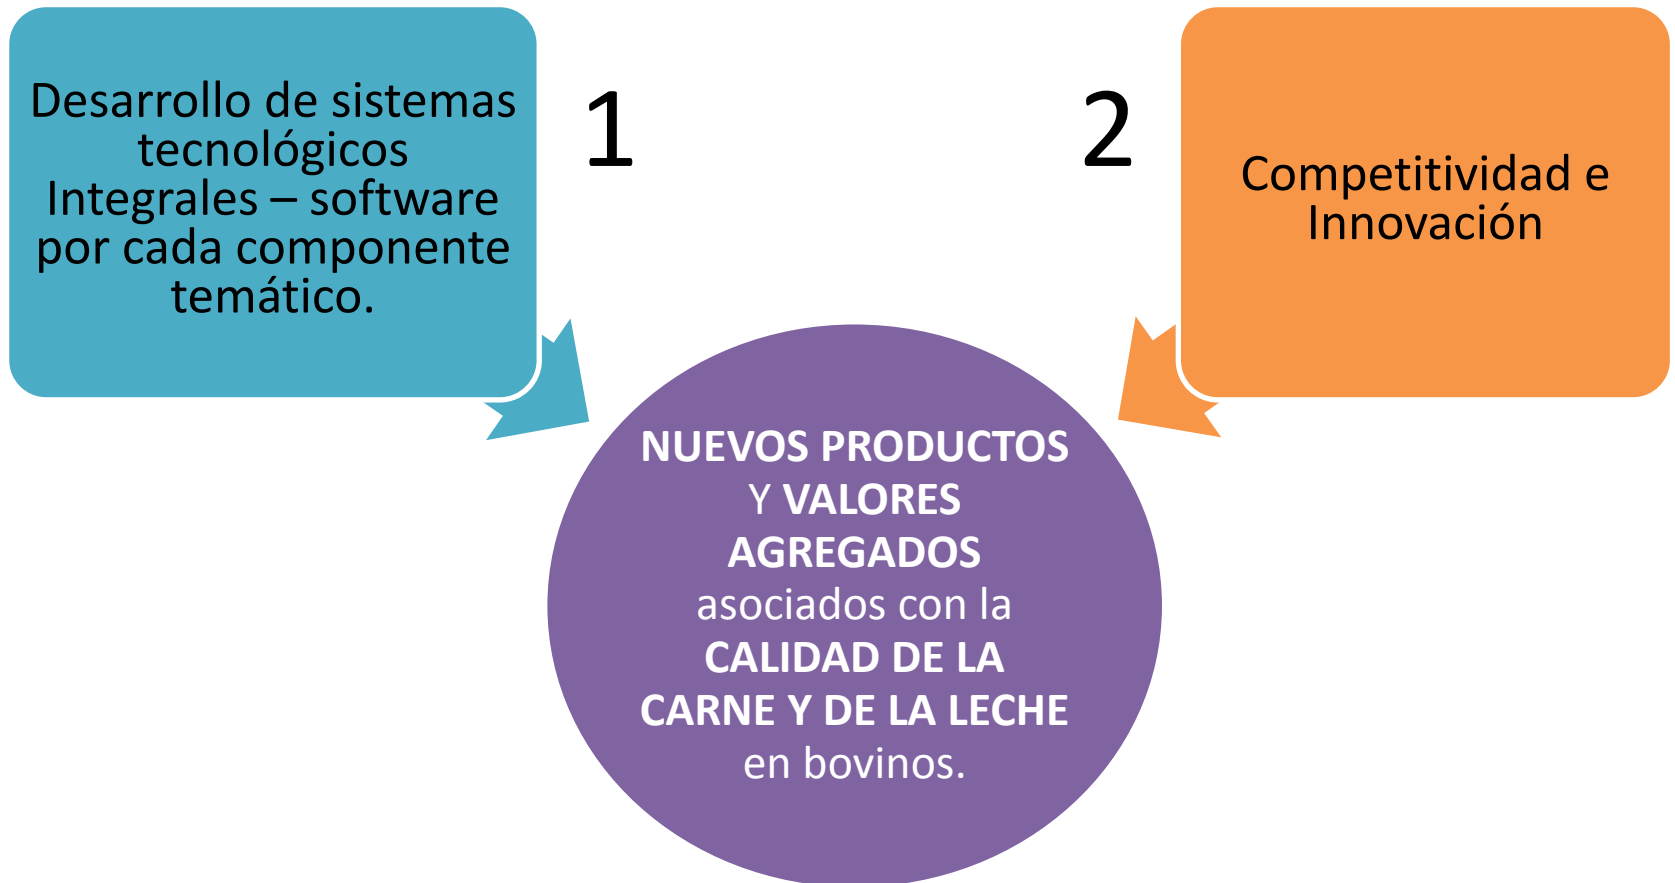 Desarrollo de sistemas
tecnológicos
Integrales – software
por cada componente
temático.
1
2
Competitividad e
Innovación
NUEVOS PRODUCTOS
Y VALORES
AGREGADOS
asociados con la
CALIDAD DE LA
CARNE Y DE LA LECHE
en bovinos.